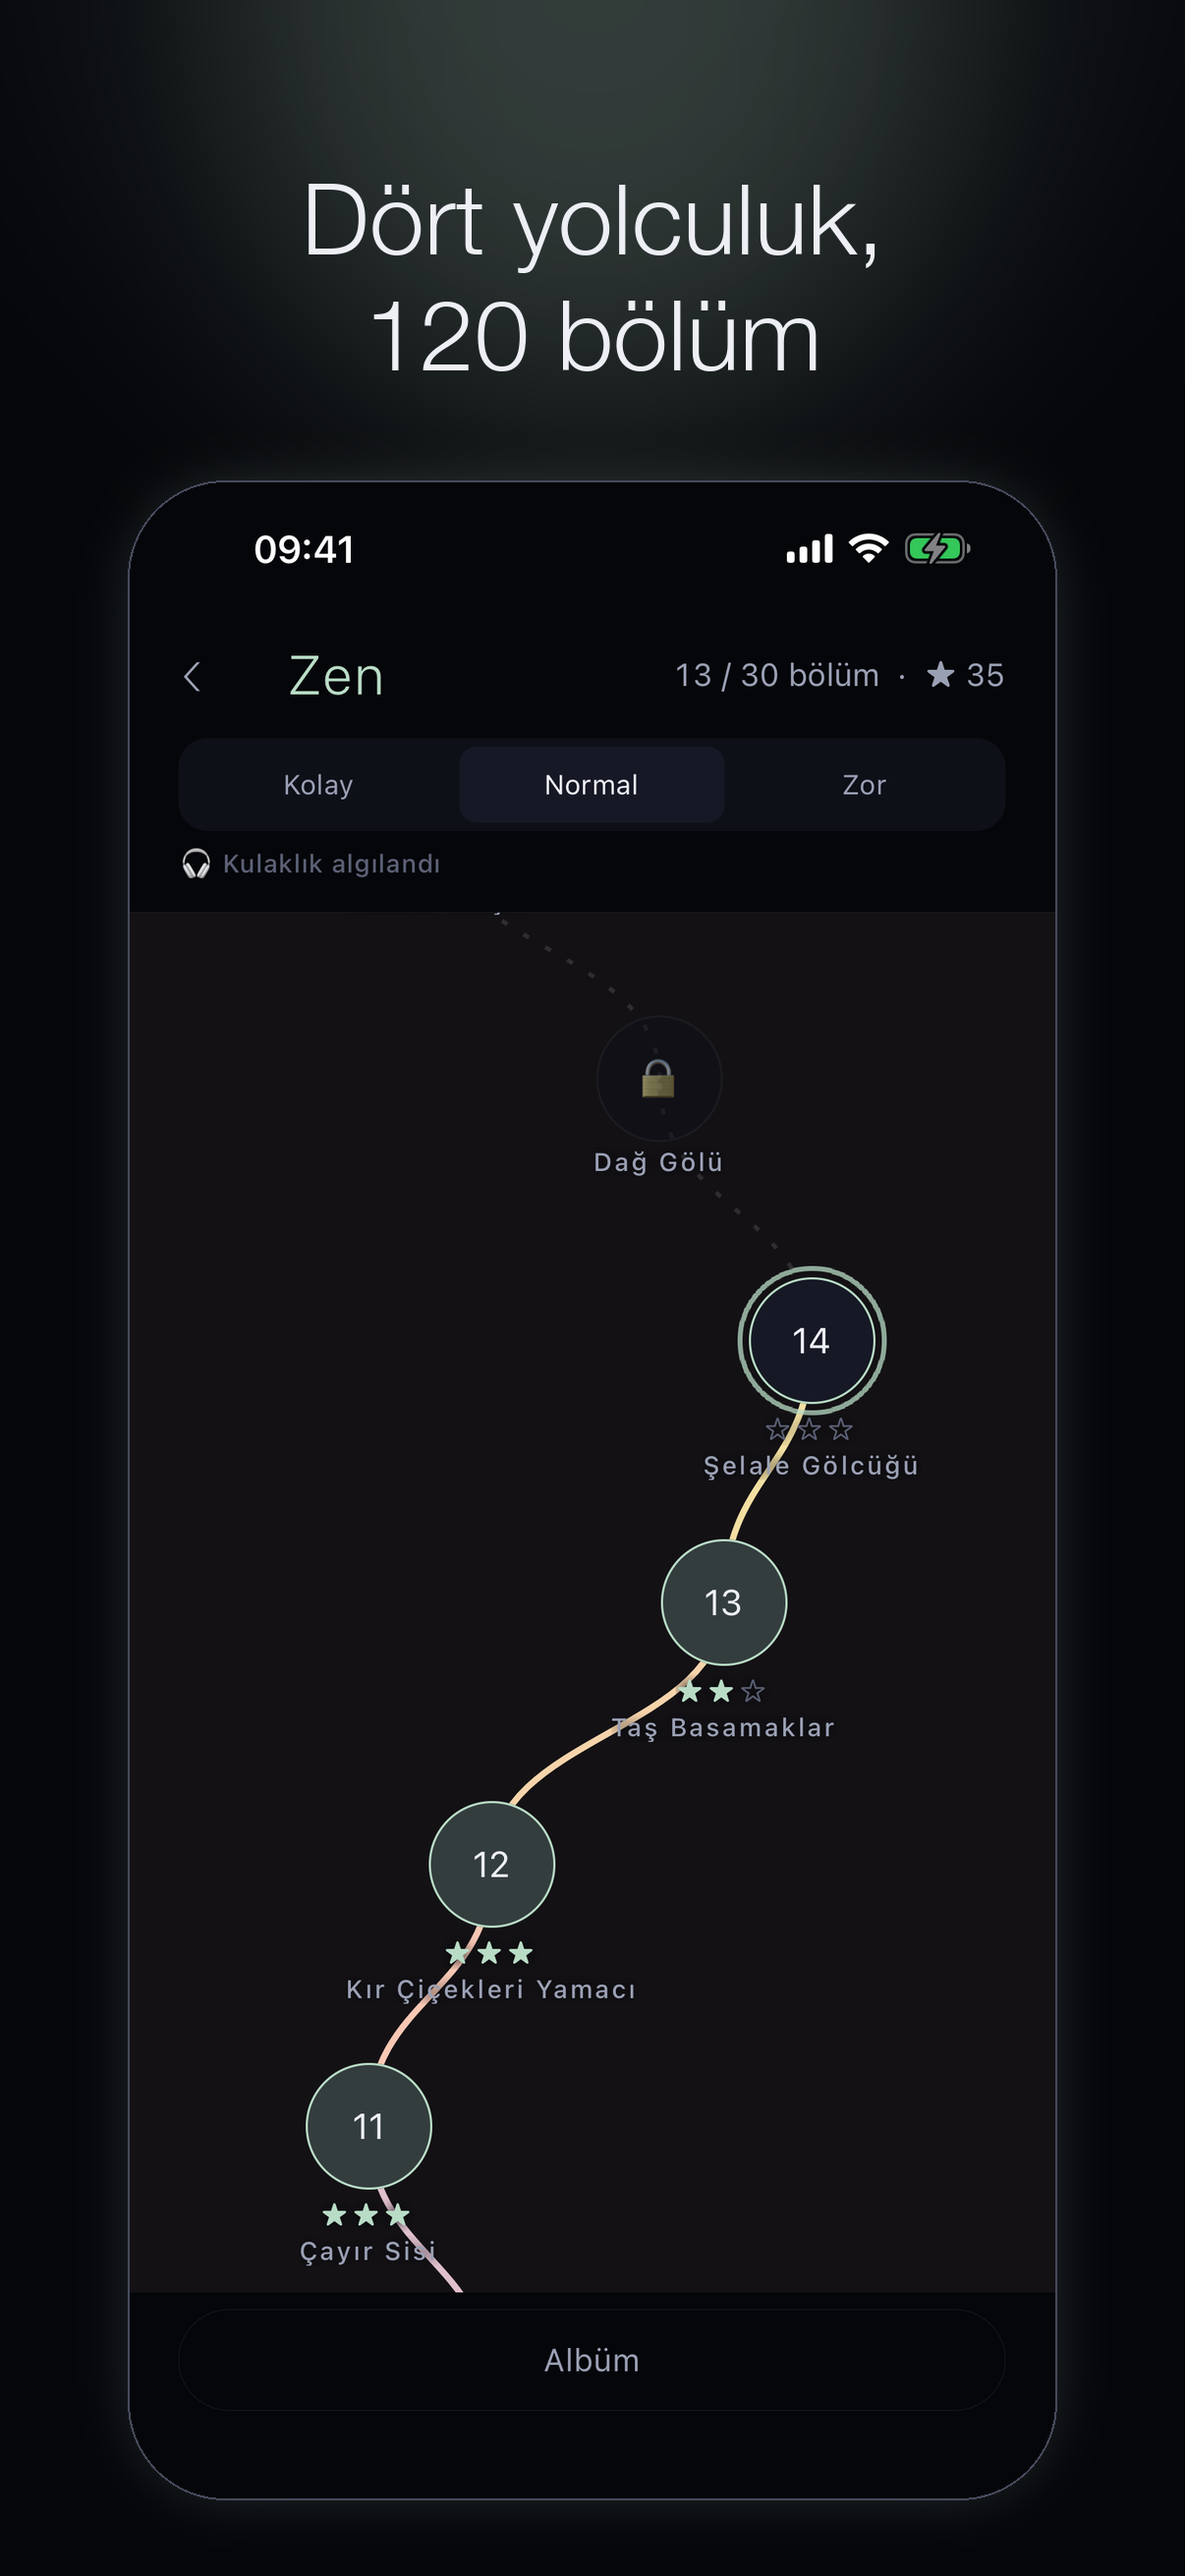 Dört yolculuk,
120 bölüm
09:41
Zen
13 / 30 bölüm · ★ 35
Kolay
Normal
Zor
Kulaklık algılandı
Dağ Gölü
14
Şelale Gölcüğü
13
Taş Basamaklar
12
Kır Çiçekleri Yamacı
11
Çayır Sisi
Albüm